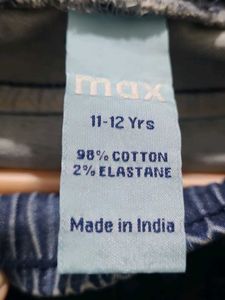 max
11-12 Yrs
98% COTTON
2% ELASTANE
Made in India